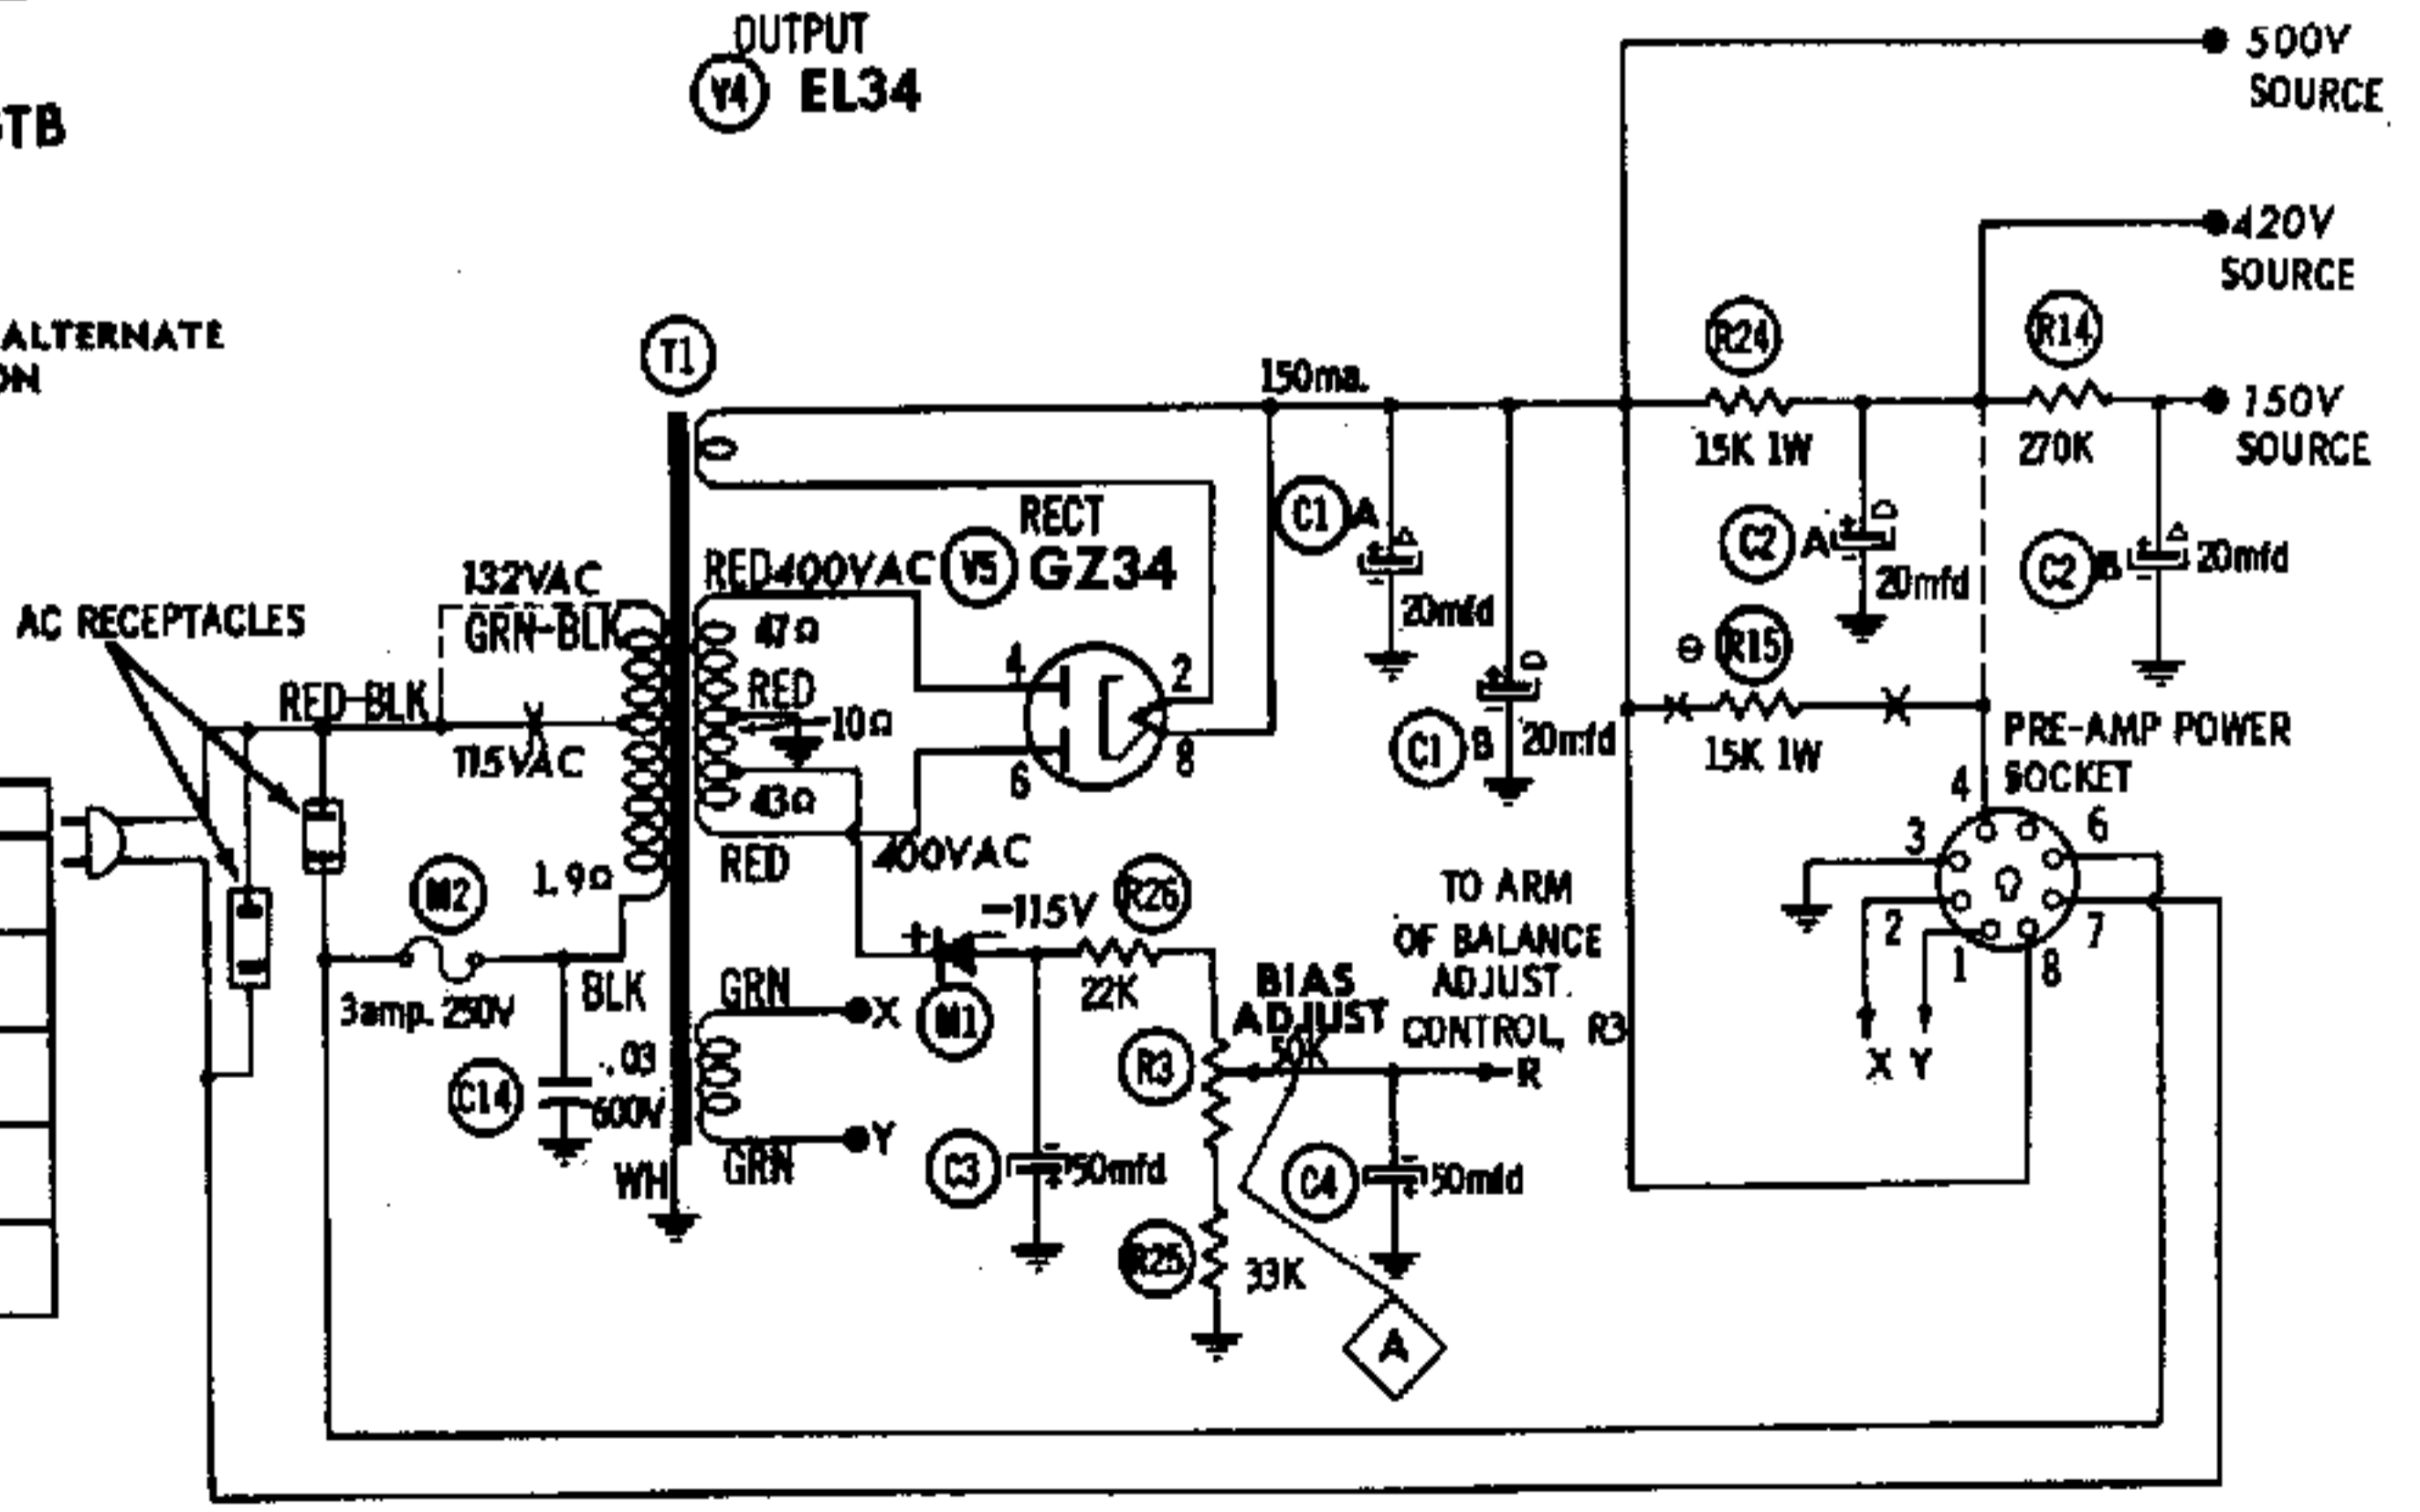 OUTPUT
V4 EL34
500V
SOURCE
TB
420V
SOURCE
ALTERNATE
ON
T1
150ma.
R24
R14
150V
SOURCE
15K 1W
270K
C1 A
20mfd
C2 A
20mfd
C2 B
20mfd
RECT
V5 GZ34
RED 400VAC
132VAC
GRN-BLK
47Ω
AC RECEPTACLES
4
2
RED
10Ω
R15
15K 1W
C1 B
20mfd
RED-BLK
115VAC
6
8
PRE-AMP POWER
SOCKET
43Ω
4
3
6
RED
400VAC
1.9Ω
M2
-115V
R26
TO ARM
OF BALANCE
ADJUST
CONTROL, R3
2
1
8
7
3amp. 250V
BLK
GRN
X
+
−
M1
22K
BIAS
ADJUST
50K
R
X Y
R3
.03
600V
C14
Y
GRN
WH
C3
50mfd
C4
50mfd
R25
33K
A